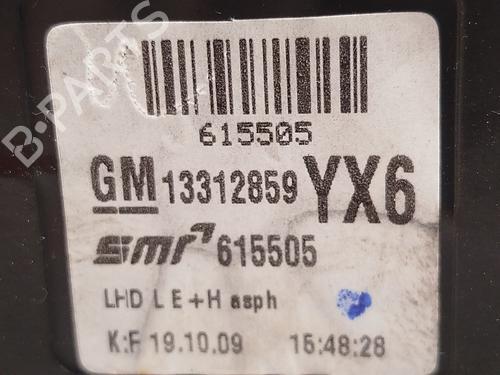 B-PARTS
615505
GM 13312859 YX6
smr 615505
LHD L E+H asph
K:F 19.10.09 15:48:28